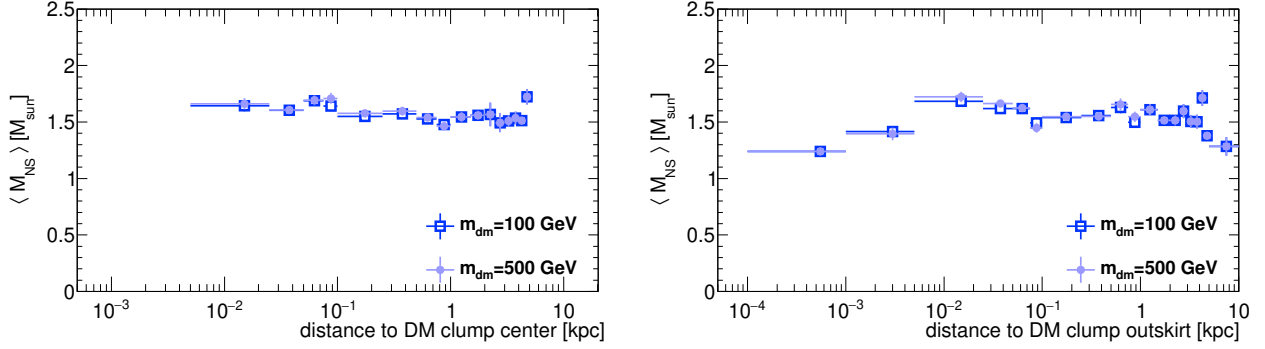 2.5
2
1.5
1
0.5
0
⟨ M_NS ⟩ [M_sun]
m_dm=100 GeV
m_dm=500 GeV
10⁻³ 10⁻² 10⁻¹ 1 10
distance to DM clump center [kpc]
2.5
2
1.5
1
0.5
0
⟨ M_NS ⟩ [M_sun]
m_dm=100 GeV
m_dm=500 GeV
10⁻⁴ 10⁻³ 10⁻² 10⁻¹ 1 10
distance to DM clump outskirt [kpc]